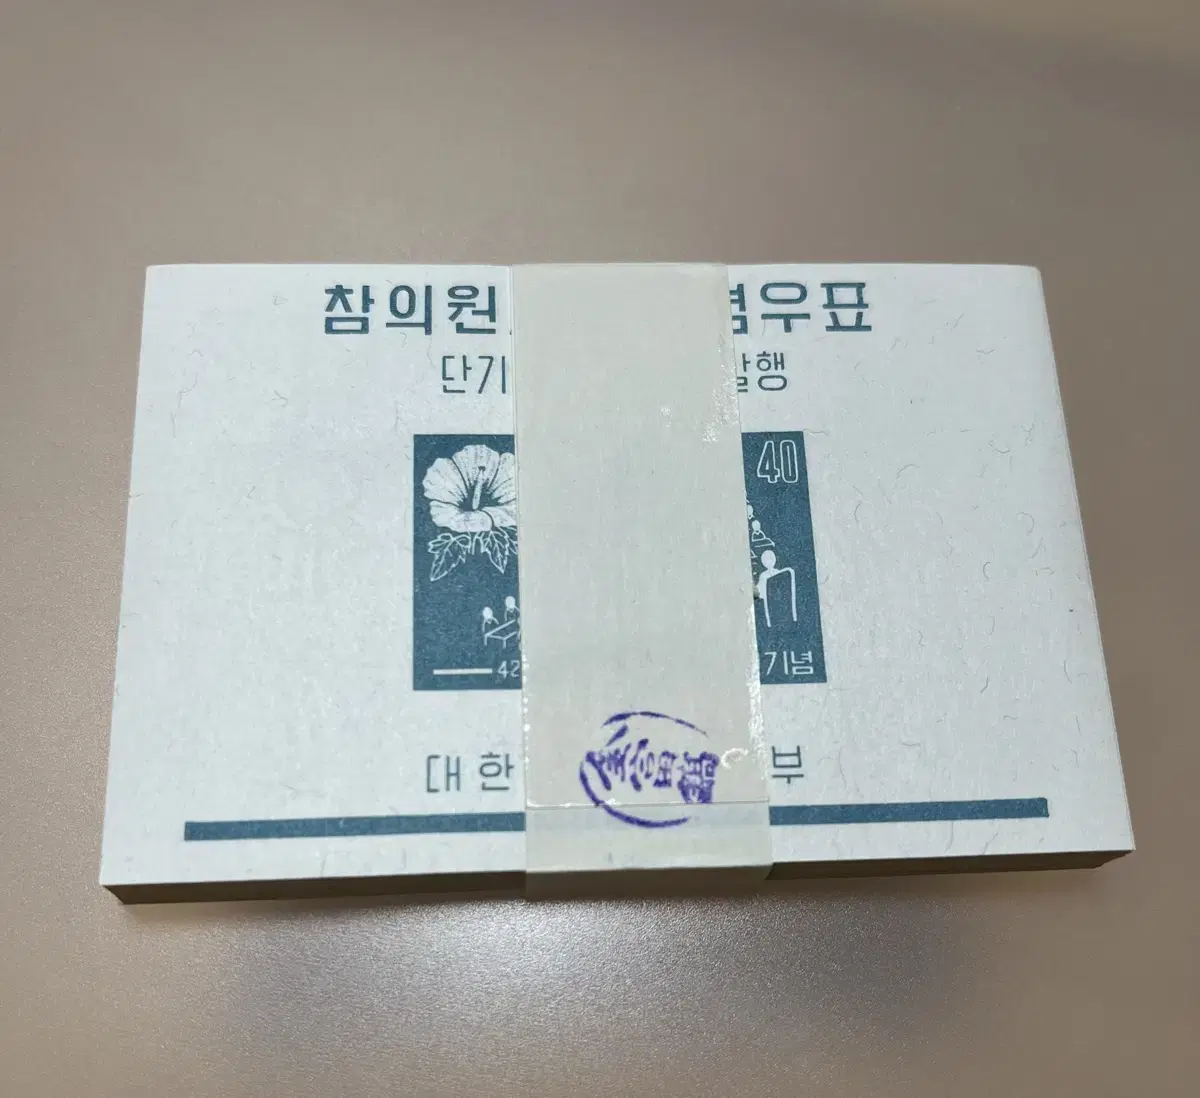 참의원 념우표
단기 발행
40
42 기념
대한 부